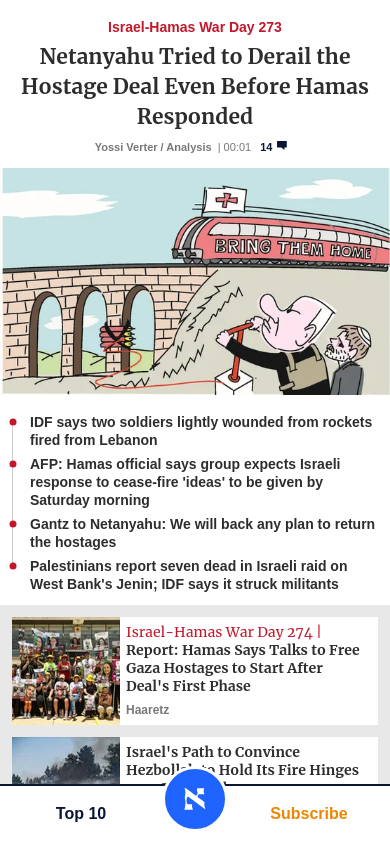 Israel-Hamas War Day 273
Netanyahu Tried to Derail the
Hostage Deal Even Before Hamas
Responded
Yossi Verter / Analysis | 00:01 14
BRING THEM HOME
IDF says two soldiers lightly wounded from rockets
fired from Lebanon
AFP: Hamas official says group expects Israeli
response to cease-fire 'ideas' to be given by
Saturday morning
Gantz to Netanyahu: We will back any plan to return
the hostages
Palestinians report seven dead in Israeli raid on
West Bank's Jenin; IDF says it struck militants
Israel-Hamas War Day 274 |
Report: Hamas Says Talks to Free
Gaza Hostages to Start After
Deal's First Phase
Haaretz
Israel's Path to Convince
Hezbollah to Hold Its Fire Hinges
Top 10
Subscribe